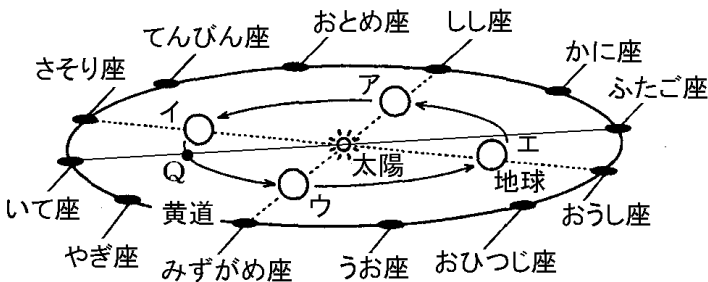 おとめ座
しし座
てんびん座
かに座
さそり座
ア
ふたご座
イ
エ
太陽
Q
地球
ウ
いて座
黄道
おうし座
やぎ座
みずがめ座
うお座
おひつじ座